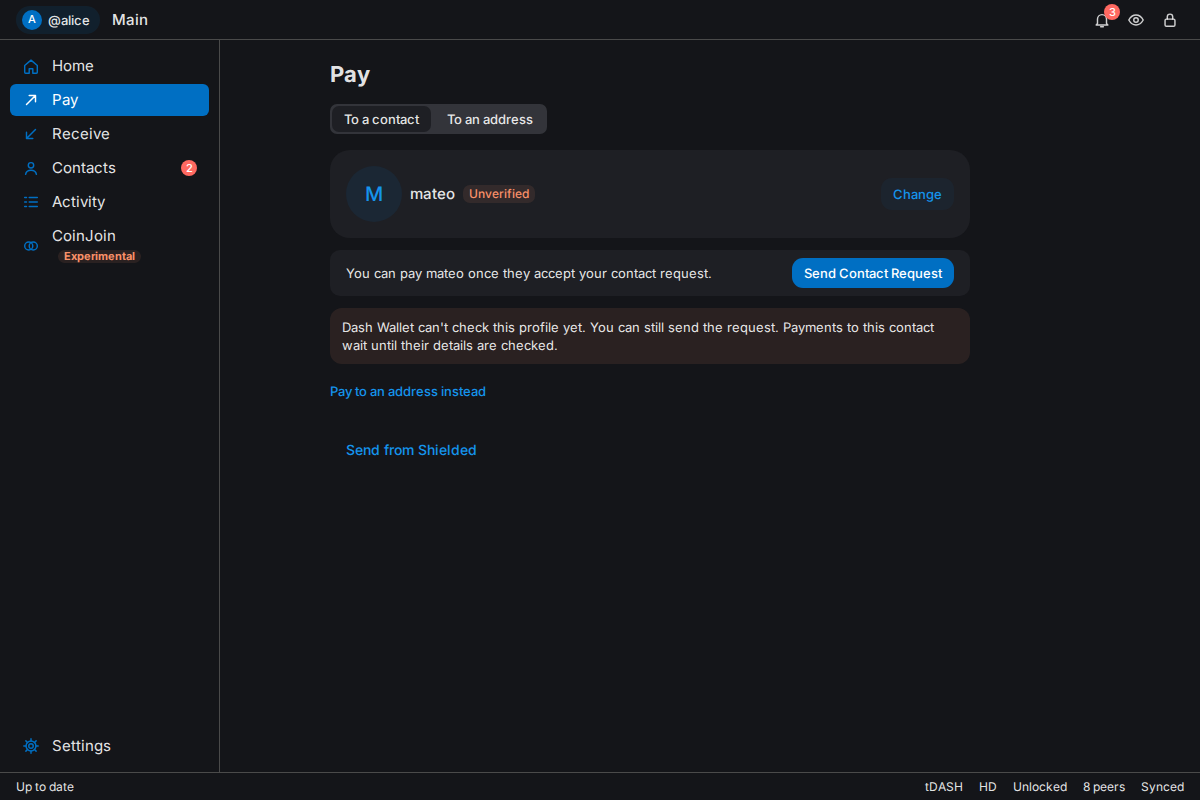 A @alice Main 3
Home
Pay
Receive
Contacts 2
Activity
CoinJoin
Experimental
Settings
Pay
To a contact To an address
M mateo Unverified Change
You can pay mateo once they accept your contact request. Send Contact Request
Dash Wallet can't check this profile yet. You can still send the request. Payments to this contact
wait until their details are checked.
Pay to an address instead
Send from Shielded
Up to date tDASH HD Unlocked 8 peers Synced